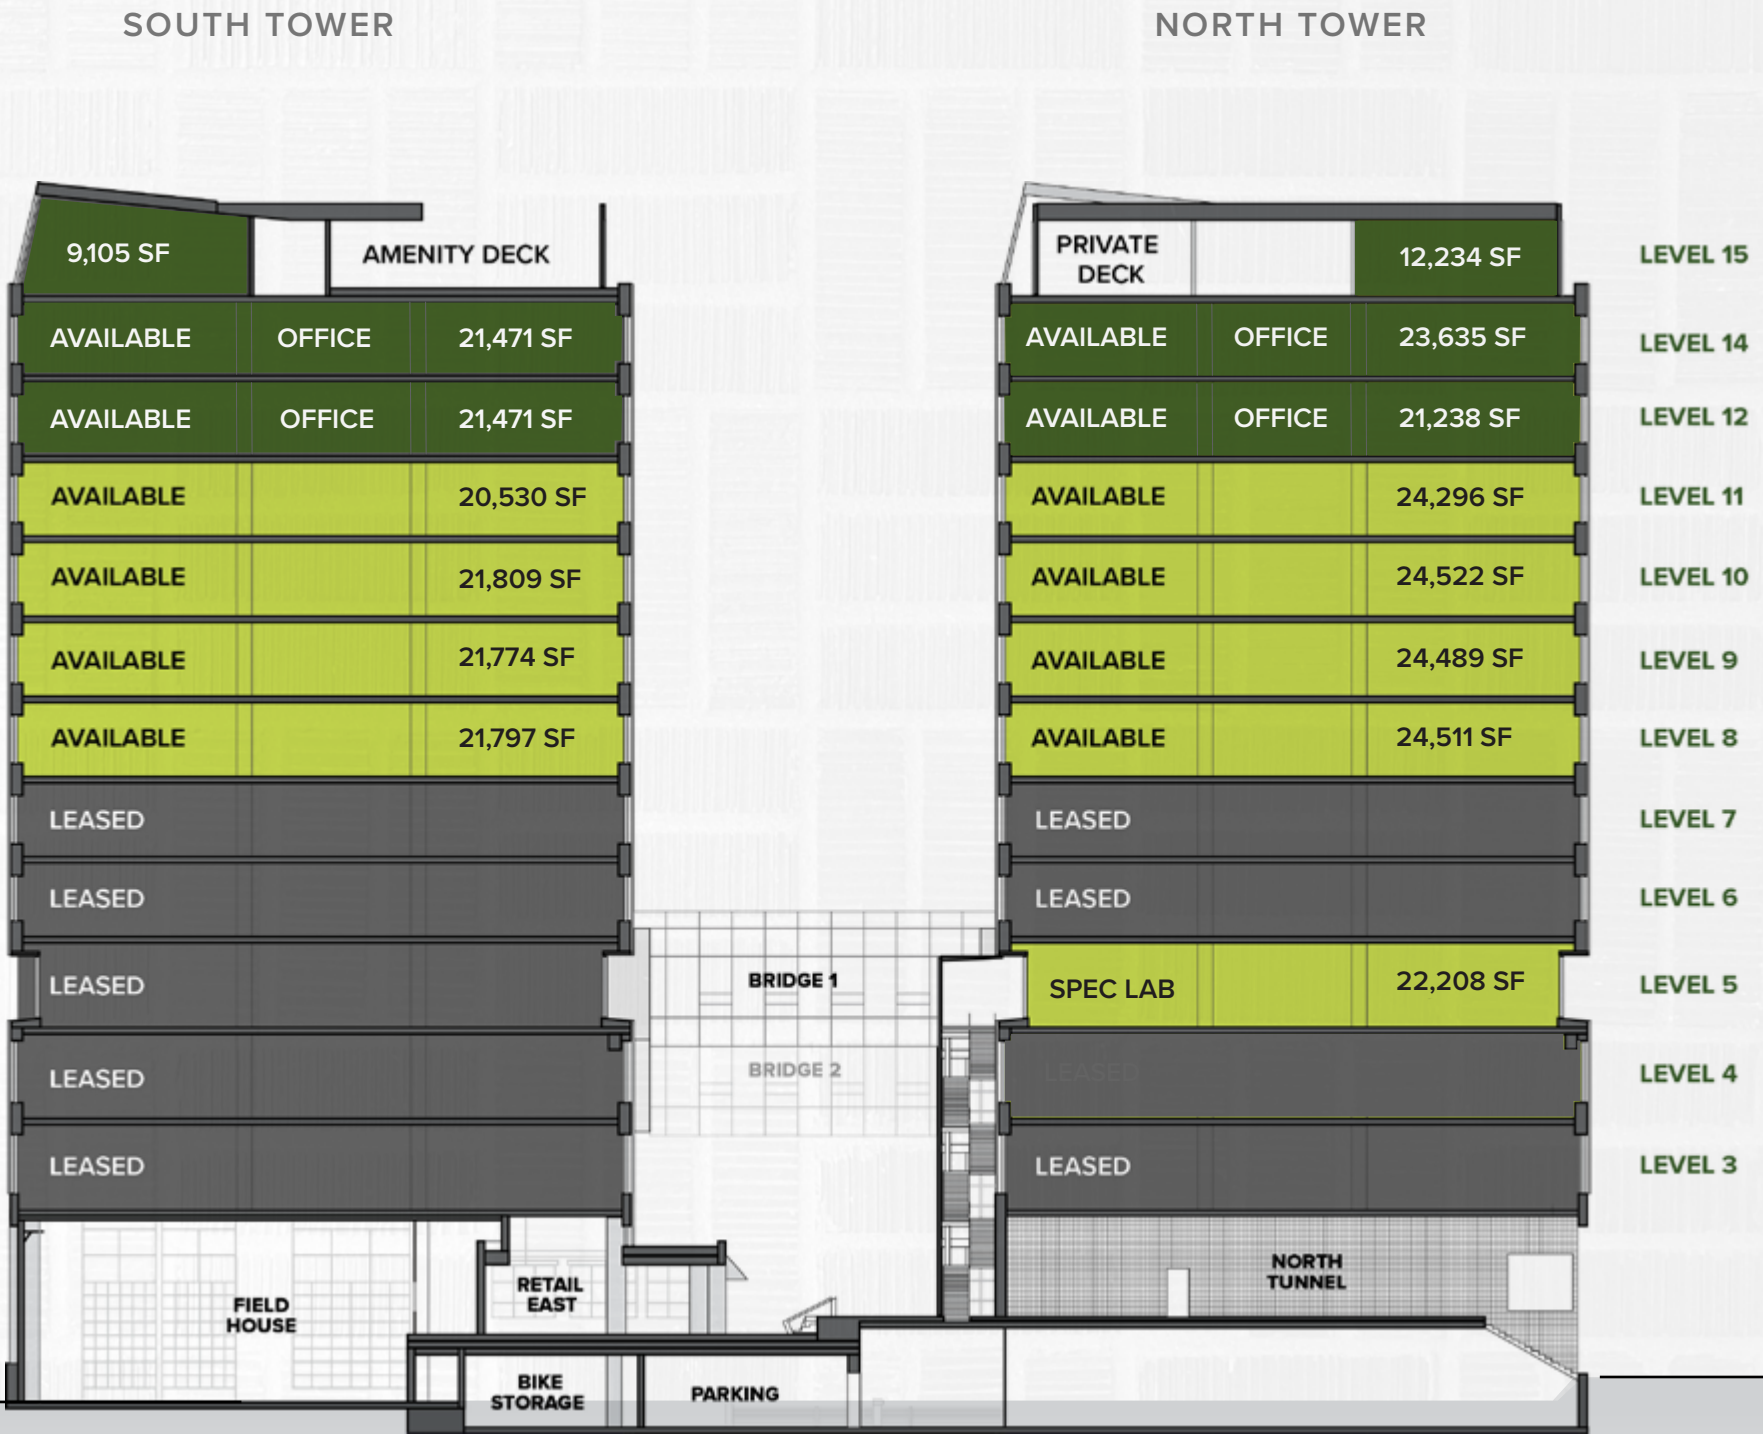 SOUTH TOWER
NORTH TOWER
9,105 SF
AMENITY DECK
PRIVATE
DECK
12,234 SF
LEVEL 15
AVAILABLE OFFICE 21,471 SF
AVAILABLE OFFICE 23,635 SF
LEVEL 14
AVAILABLE OFFICE 21,471 SF
AVAILABLE OFFICE 21,238 SF
LEVEL 12
AVAILABLE 20,530 SF
AVAILABLE 24,296 SF
LEVEL 11
AVAILABLE 21,809 SF
AVAILABLE 24,522 SF
LEVEL 10
AVAILABLE 21,774 SF
AVAILABLE 24,489 SF
LEVEL 9
AVAILABLE 21,797 SF
AVAILABLE 24,511 SF
LEVEL 8
LEASED
LEASED
LEVEL 7
LEASED
LEASED
LEVEL 6
LEASED
BRIDGE 1
SPEC LAB 22,208 SF
LEVEL 5
LEASED
BRIDGE 2
LEASED
LEVEL 4
LEASED
LEASED
LEVEL 3
FIELD
HOUSE
RETAIL
EAST
NORTH
TUNNEL
BIKE
STORAGE
PARKING